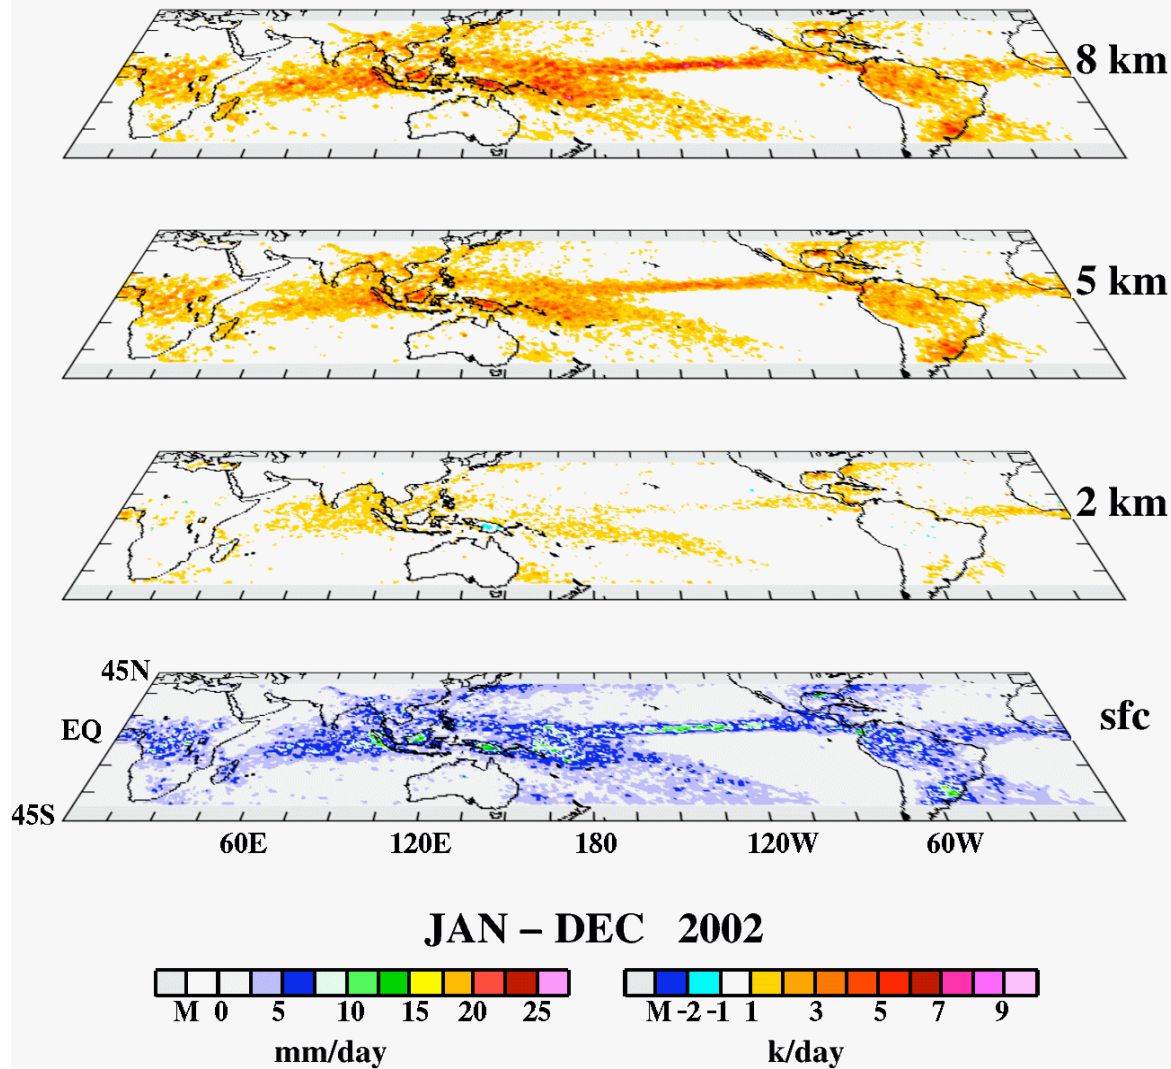 8 km
5 km
2 km
45N
sfc
EQ
45S
60E 120E 180 120W 60W
JAN – DEC 2002
M 0 5 10 15 20 25 M -2 -1 1 3 5 7 9
mm/day k/day